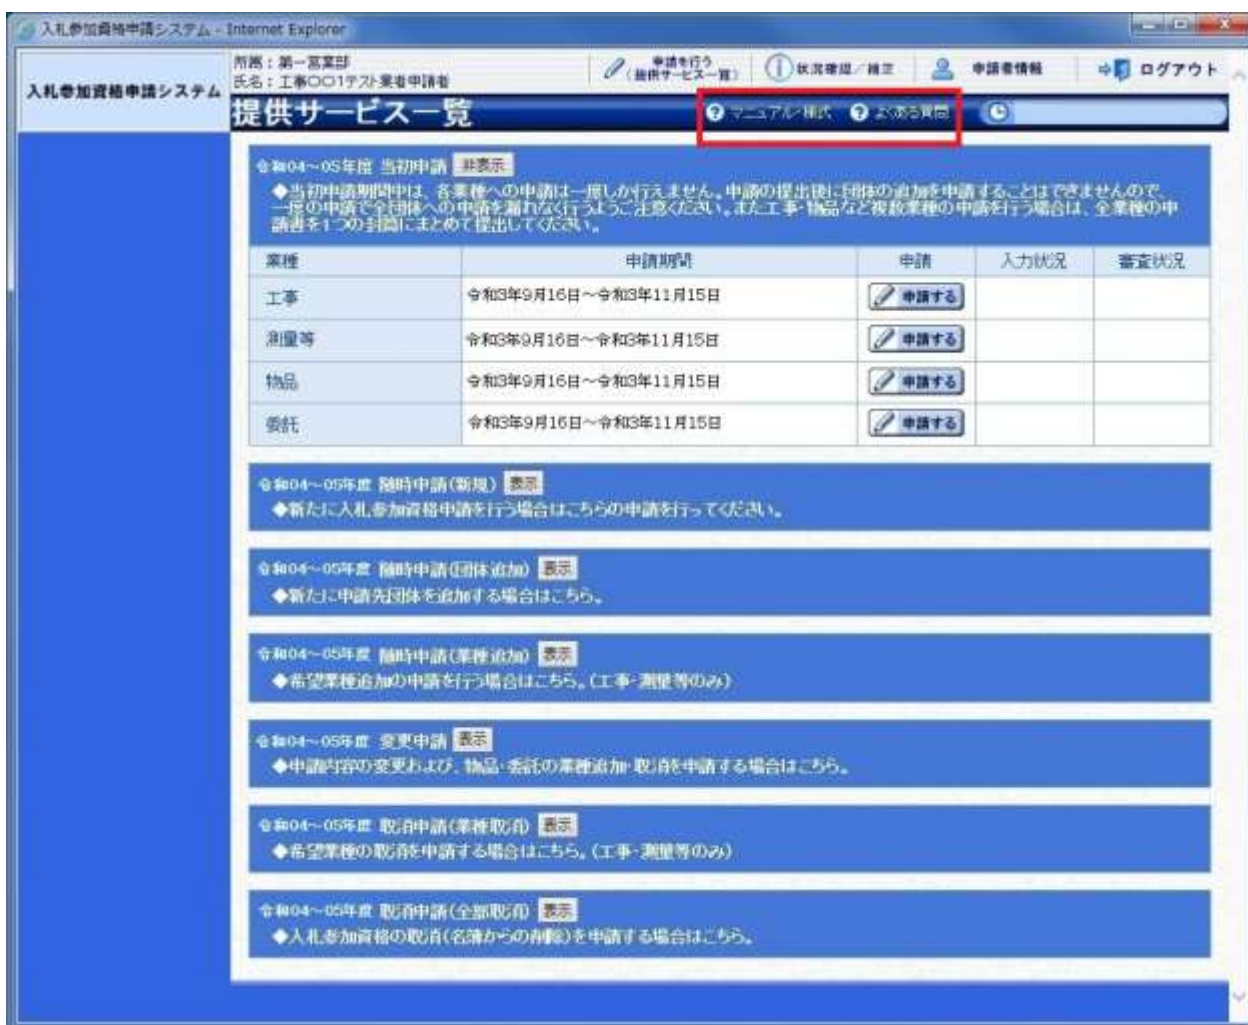 入札参加資格申請システム - Internet Explorer
入札参加資格申請システム
所属:第一営業部
氏名:工事〇〇1テスト業者申請者
申請を行う
(提供サービス一覧)
状況確認/補正
申請者情報
ログアウト
提供サービス一覧
マニュアル・様式
よくある質問
令和04～05年度 当初申請 非表示
◆当初申請期間中は、各業種への申請は一度しか行えません。申請の提出後に団体の追加を申請することはできませんので、
一度の申請で全団体への申請を漏れなく行うようご注意ください。また工事・物品など複数業種の申請を行う場合は、全業種の申
請書を1つの封筒にまとめて提出してください。
業種 申請期間 申請 入力状況 審査状況
工事 令和3年9月16日～令和3年11月15日 申請する
測量等 令和3年9月16日～令和3年11月15日 申請する
物品 令和3年9月16日～令和3年11月15日 申請する
委託 令和3年9月16日～令和3年11月15日 申請する
令和04～05年度 随時申請(新規) 表示
◆新たに入札参加資格申請を行う場合はこちらの申請を行ってください。
令和04～05年度 随時申請(団体追加) 表示
◆新たに申請先団体を追加する場合はこちら。
令和04～05年度 随時申請(業種追加) 表示
◆希望業種追加の申請を行う場合はこちら。(工事・測量等のみ)
令和04～05年度 変更申請 表示
◆申請内容の変更および、物品・委託の業種追加・取消を申請する場合はこちら。
令和04～05年度 取消申請(業種取消) 表示
◆希望業種の取消を申請する場合はこちら。(工事・測量等のみ)
令和04～05年度 取消申請(全部取消) 表示
◆入札参加資格の取消(名簿からの削除)を申請する場合はこちら。